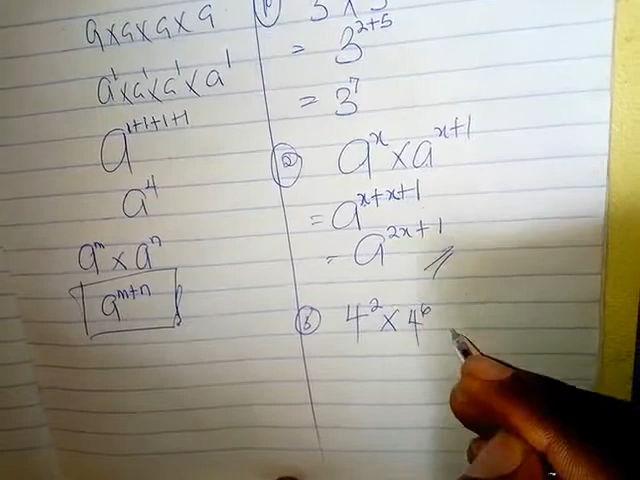 a×a×a×a
a¹×a¹×a¹×a¹
a¹⁺¹⁺¹⁺¹
a⁴
aᵐ × aⁿ
aᵐ⁺ⁿ
= 3²⁺⁵
= 3⁷
② aˣ × aˣ⁺¹
= aˣ⁺ˣ⁺¹
= a²ˣ⁺¹
4² × 4⁶